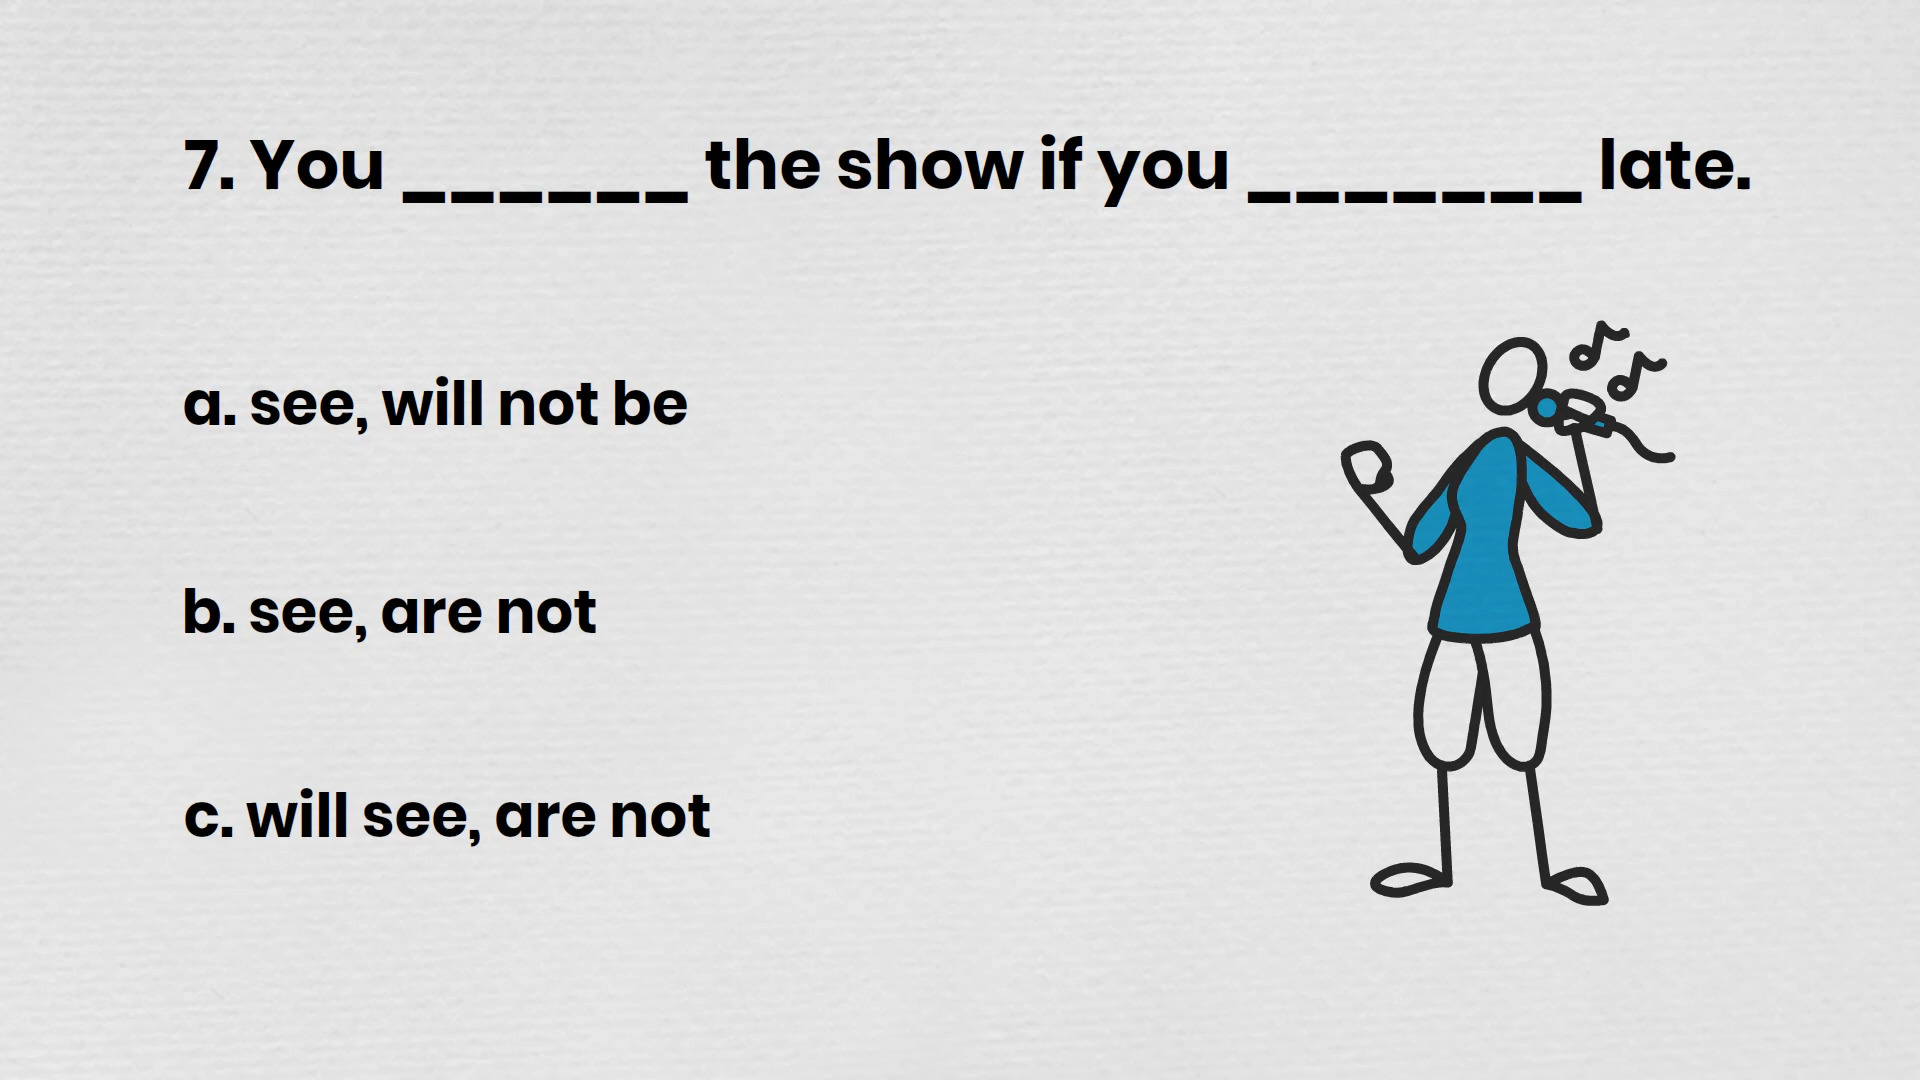 7. You ______ the show if you _______ late.
a. see, will not be
b. see, are not
c. will see, are not